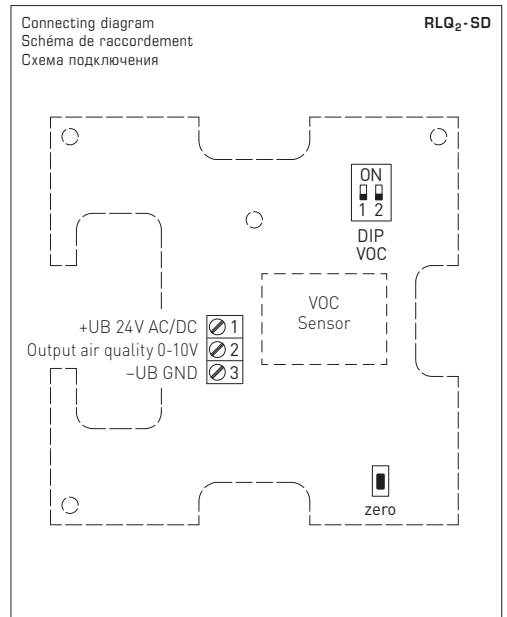 Connecting diagram
Schéma de raccordement
Схема подключения
RLQ₂-SD
ON
1 2
DIP
VOC
VOC
Sensor
+UB 24V AC/DC 1
Output air quality 0-10V 2
–UB GND 3
zero